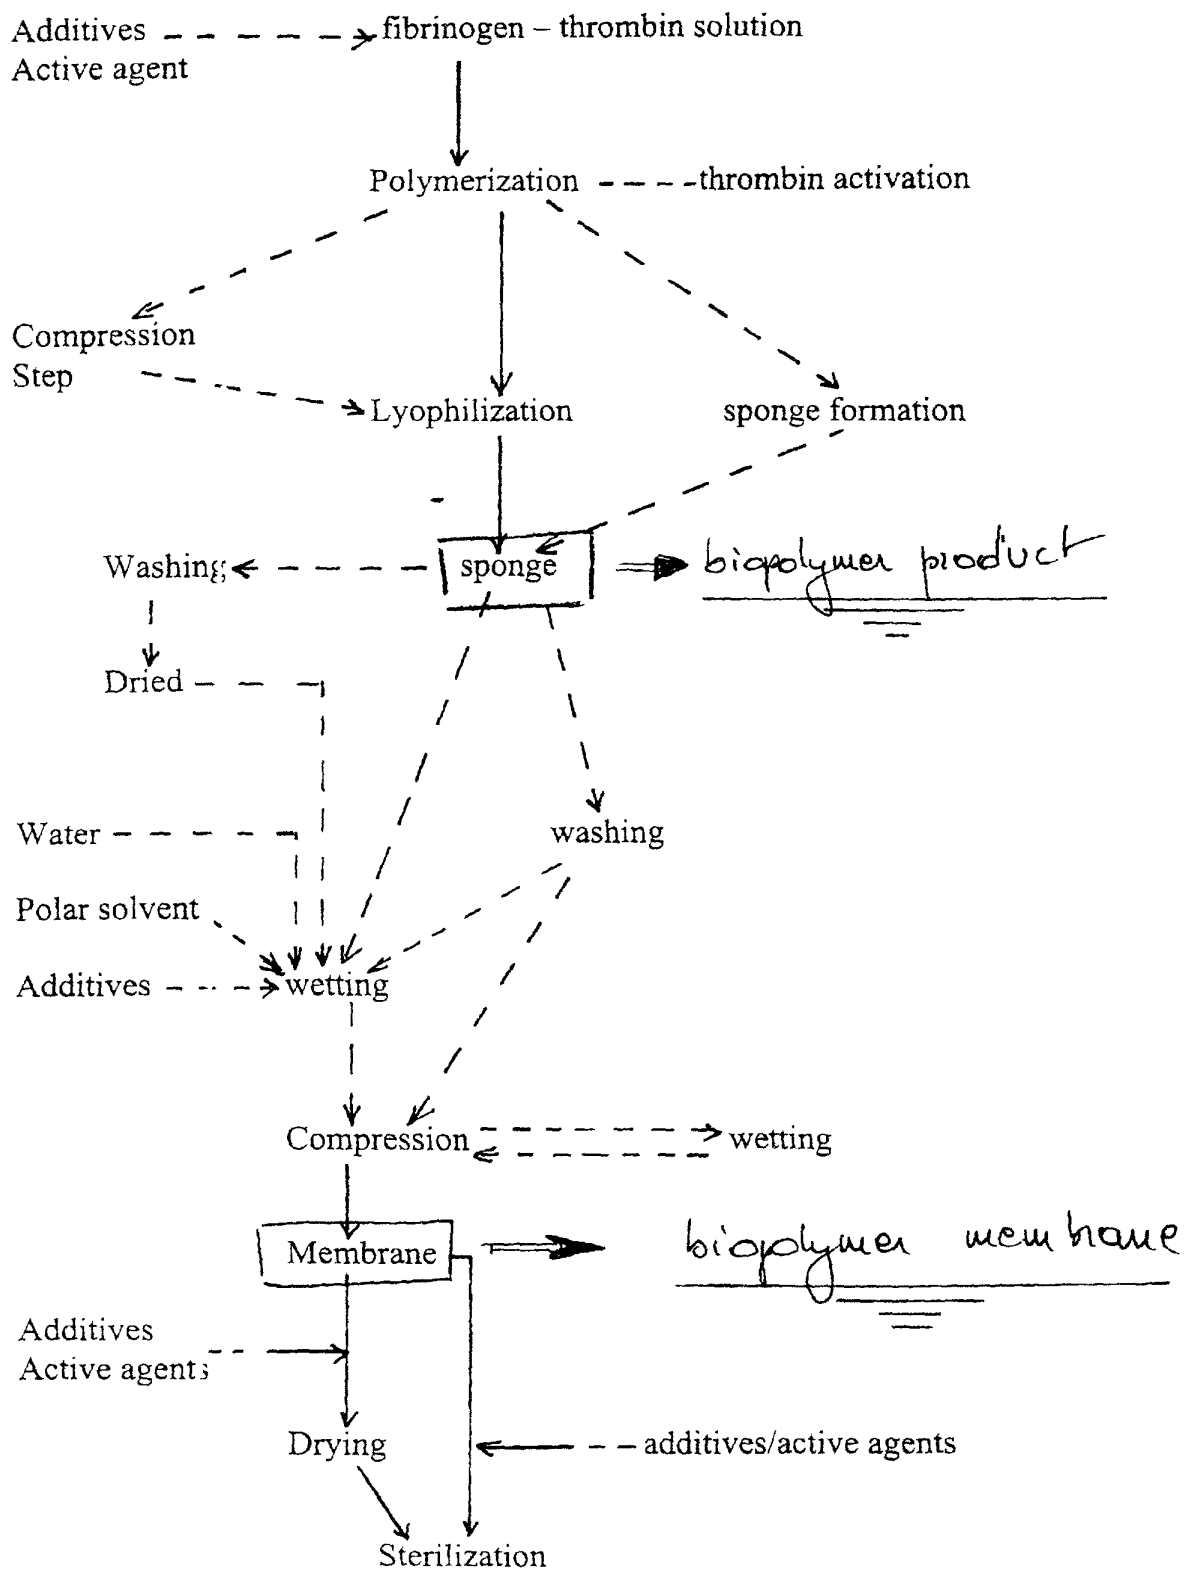 Additives fibrinogen – thrombin solution
Active agent
Polymerization thrombin activation
Compression
Step
Lyophilization sponge formation
Washing sponge biopolymer product
Dried
Water washing
Polar solvent
Additives wetting
Compression wetting
Membrane biopolymer membrane
Additives
Active agents
Drying additives/active agents
Sterilization